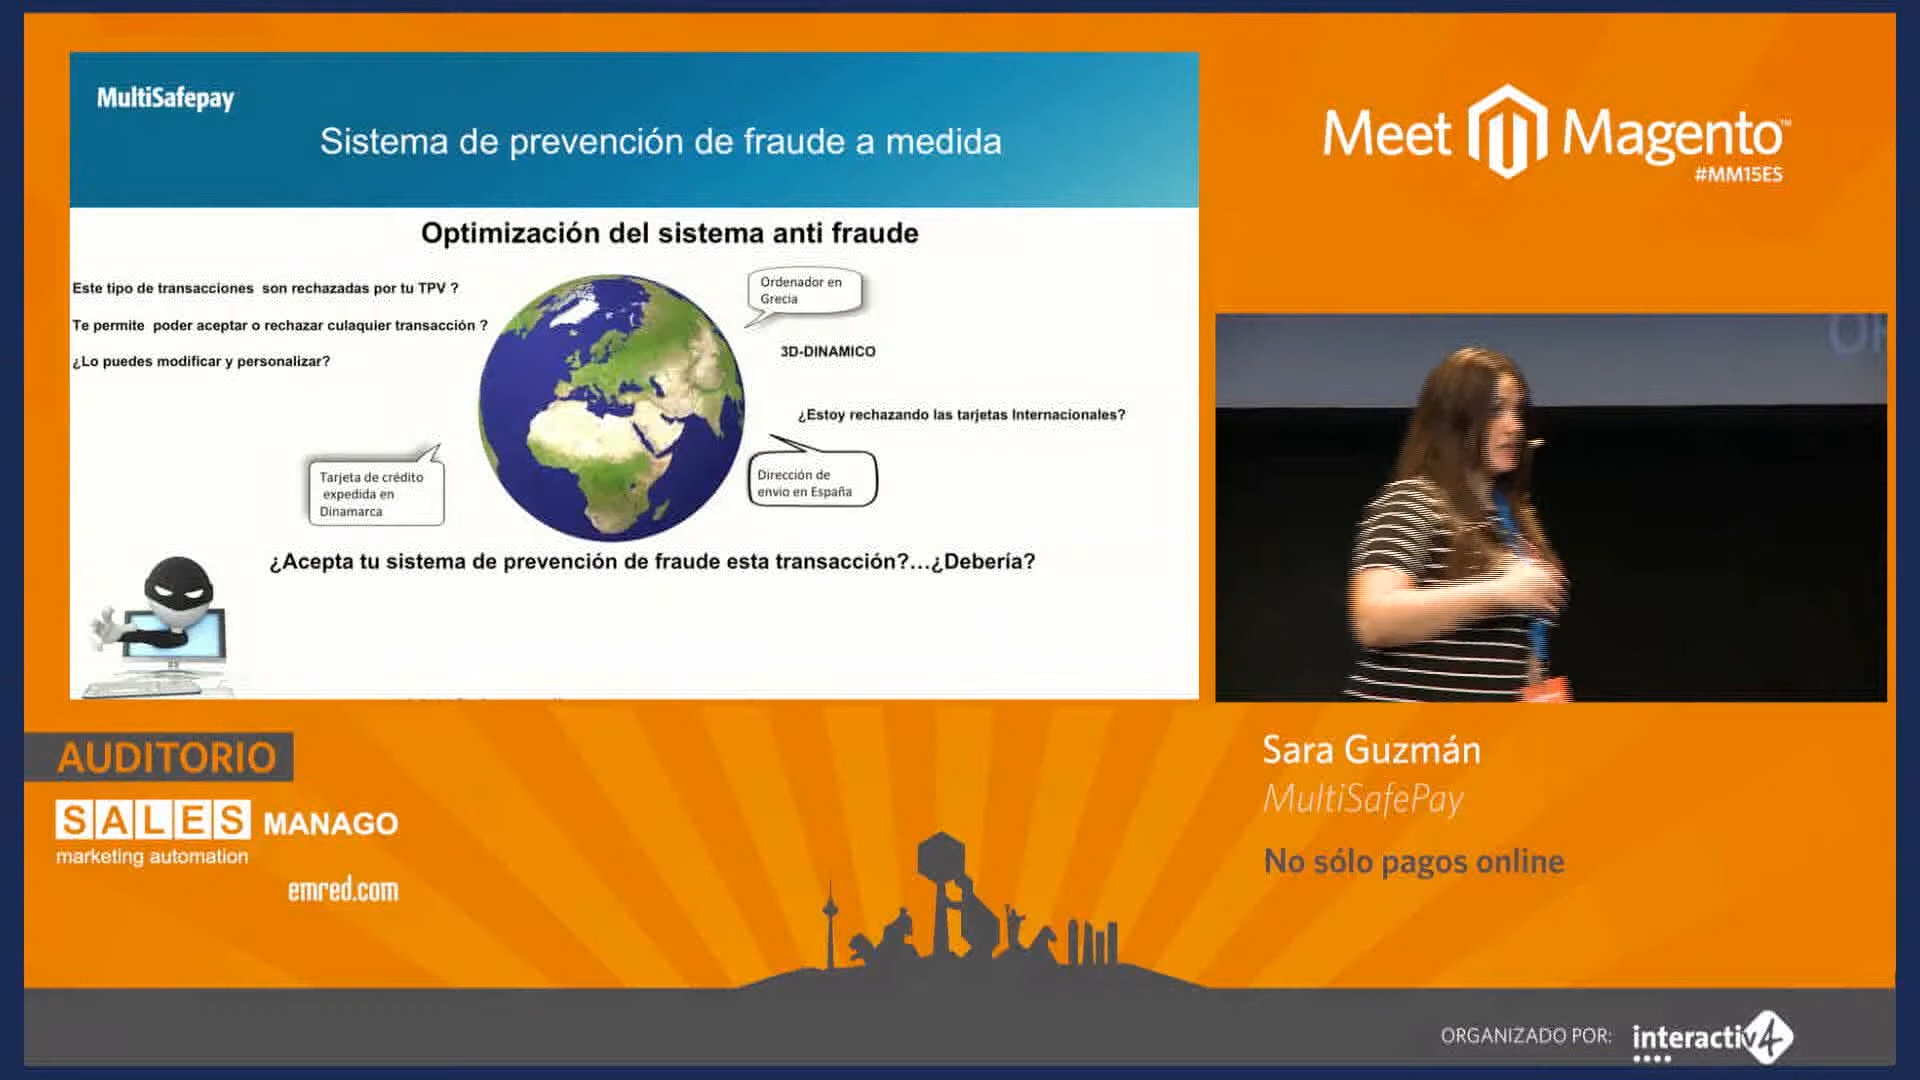 MultiSafepay
Sistema de prevención de fraude a medida
Optimización del sistema anti fraude
Este tipo de transacciones son rechazadas por tu TPV ?
Te permite poder aceptar o rechazar culaquier transacción ?
¿Lo puedes modificar y personalizar?
Ordenador en
Grecia
3D-DINAMICO
¿Estoy rechazando las tarjetas Internacionales?
Tarjeta de crédito
expedida en
Dinamarca
Dirección de
envio en España
¿Acepta tu sistema de prevención de fraude esta transacción?...¿Debería?
Meet Magento™
#MM15ES
AUDITORIO
SALES MANAGO
marketing automation
emred.com
Sara Guzmán
MultiSafePay
No sólo pagos online
ORGANIZADO POR: interactiv4